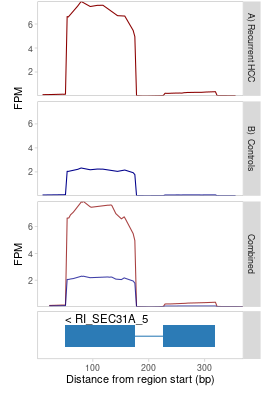 A) Recurrent HCC
6
4
2
FPM
B) Controls
6
4
2
Combined
6
4
2
FPM
< RI_SEC31A_5
100
200
300
Distance from region start (bp)